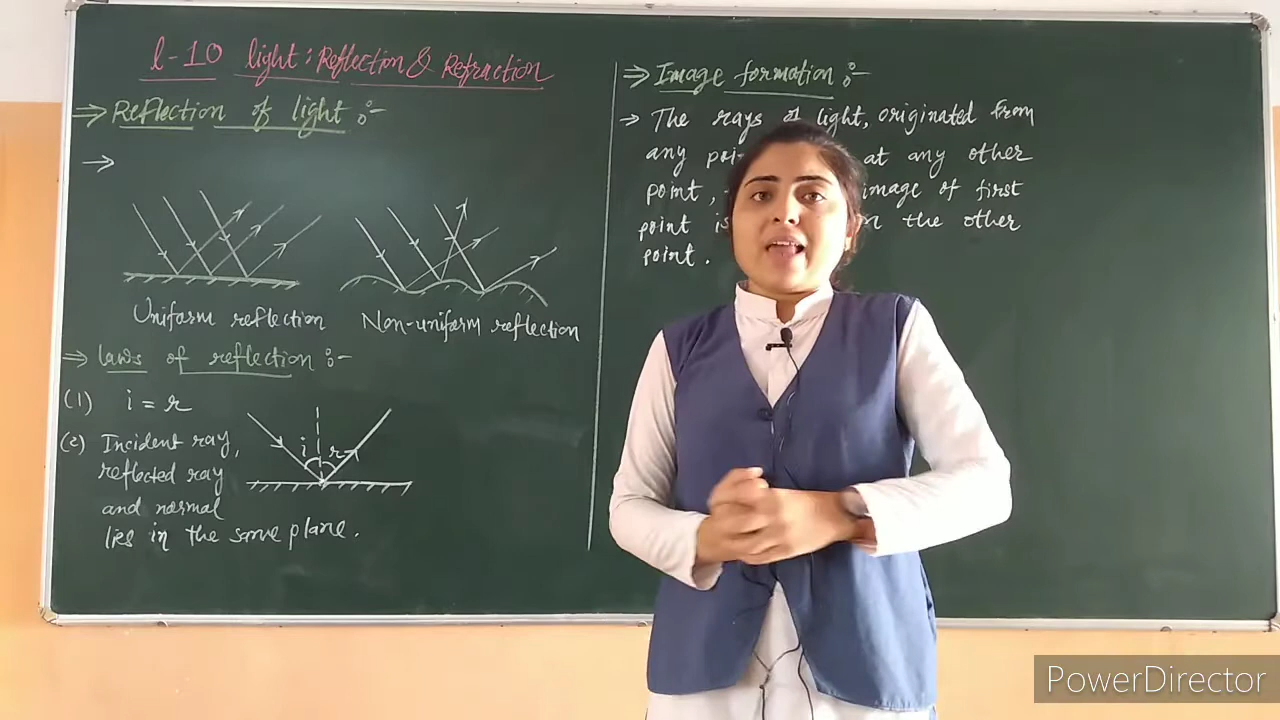 l-10 light : Reflection & Refraction
⇒ Reflection of light :-
→
Uniform reflection
Non-uniform reflection
⇒ laws of reflection :-
(1) i = r
(2) Incident ray,
reflected ray
and normal
lies in the same plane.
i r
⇒ Image formation :-
→ The rays of light, originated from
any at any other
point, image of first
point is the other
point.
PowerDirector